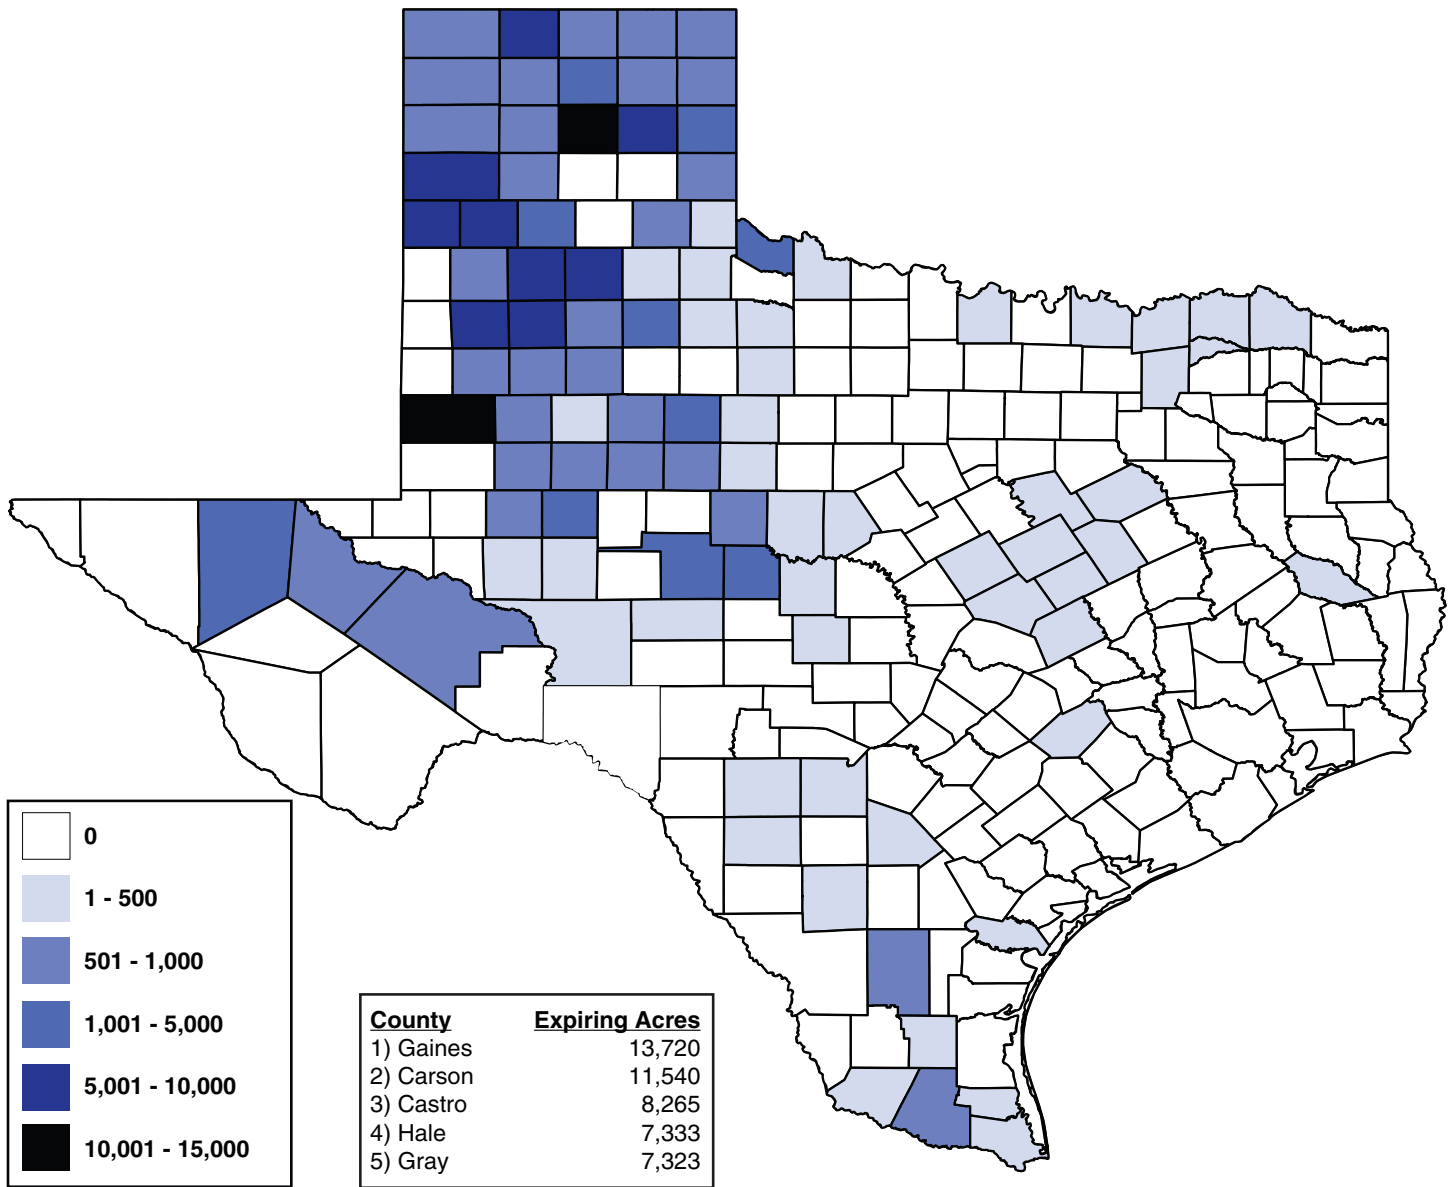 0
1 - 500
501 - 1,000
1,001 - 5,000
5,001 - 10,000
10,001 - 15,000
County Expiring Acres
1) Gaines 13,720
2) Carson 11,540
3) Castro 8,265
4) Hale 7,333
5) Gray 7,323